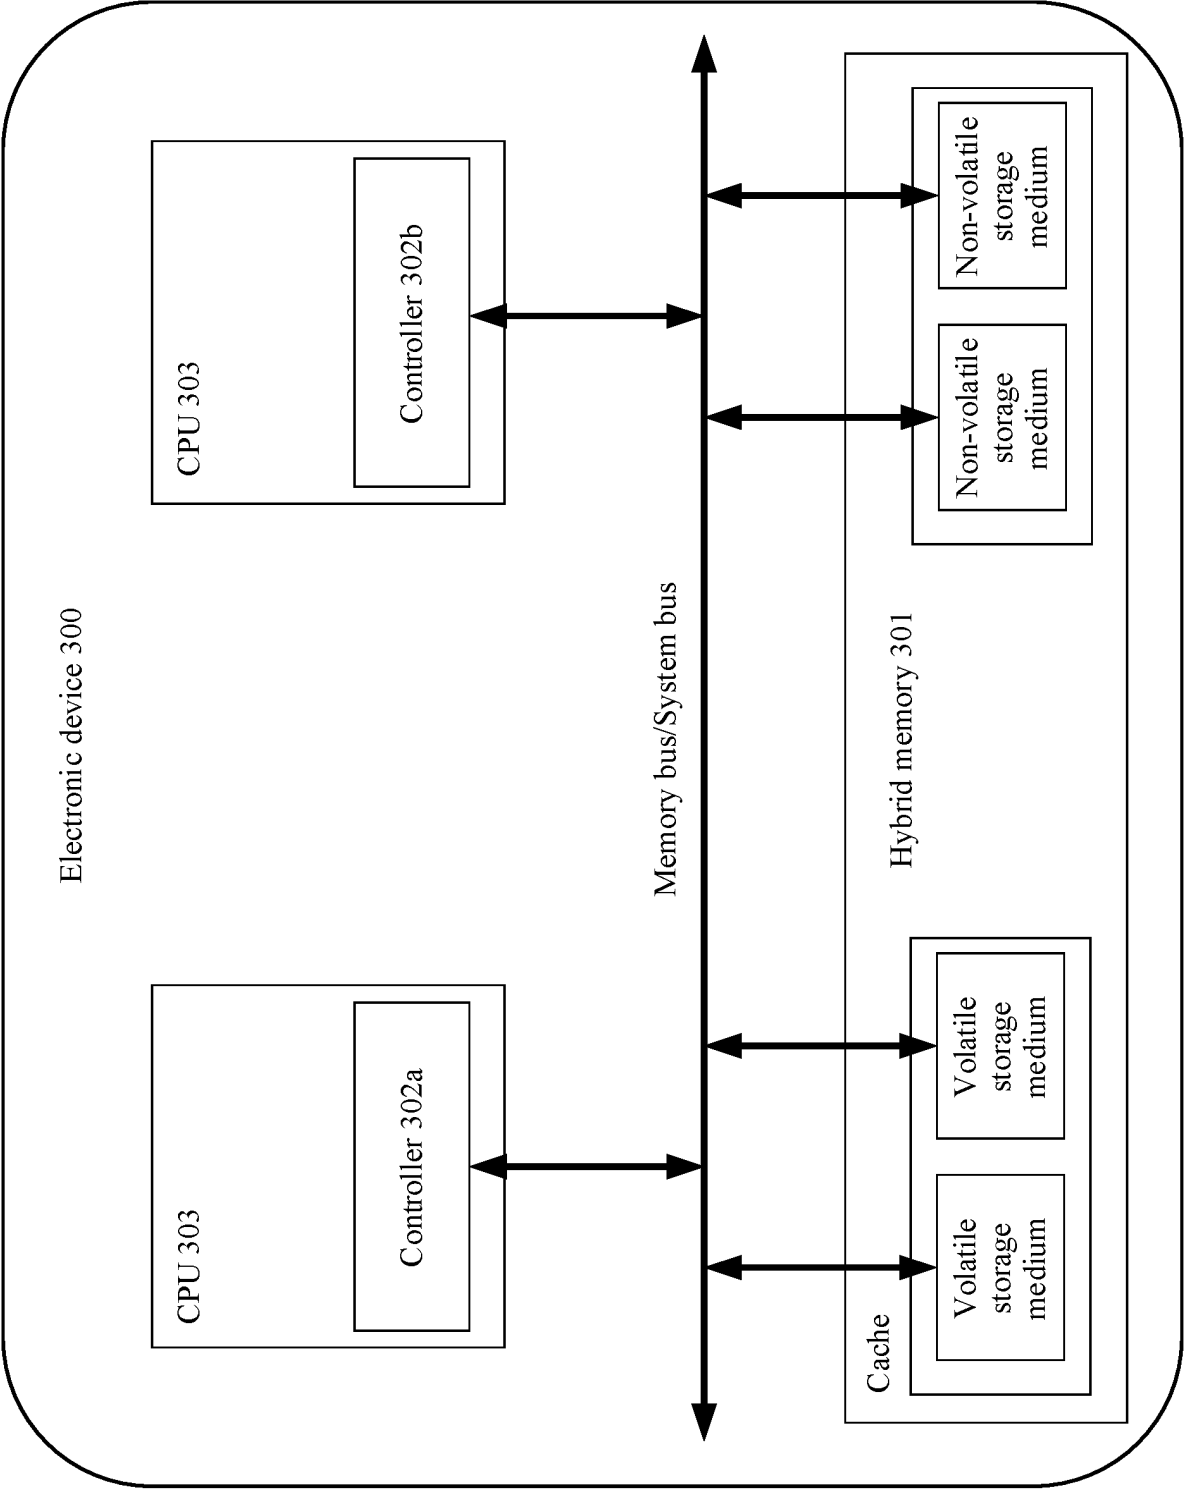 Electronic device 300
CPU 303
Controller 302a
CPU 303
Controller 302b
Memory bus/System bus
Cache
Hybrid memory 301
Volatile
storage
medium
Volatile
storage
medium
Non-volatile
storage
medium
Non-volatile
storage
medium